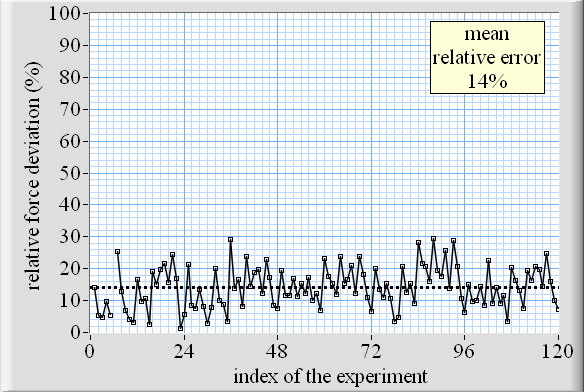 100
90
80
70
60
50
40
30
20
10
0
relative force deviation (%)
mean
relative error
14%
0 24 48 72 96 120
index of the experiment